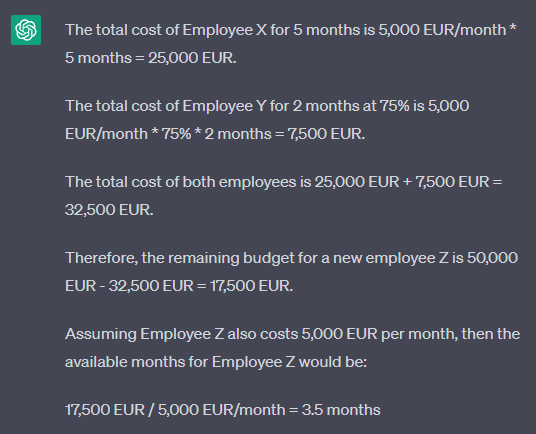 The total cost of Employee X for 5 months is 5,000 EUR/month *
5 months = 25,000 EUR.
The total cost of Employee Y for 2 months at 75% is 5,000
EUR/month * 75% * 2 months = 7,500 EUR.
The total cost of both employees is 25,000 EUR + 7,500 EUR =
32,500 EUR.
Therefore, the remaining budget for a new employee Z is 50,000
EUR - 32,500 EUR = 17,500 EUR.
Assuming Employee Z also costs 5,000 EUR per month, then the
available months for Employee Z would be:
17,500 EUR / 5,000 EUR/month = 3.5 months